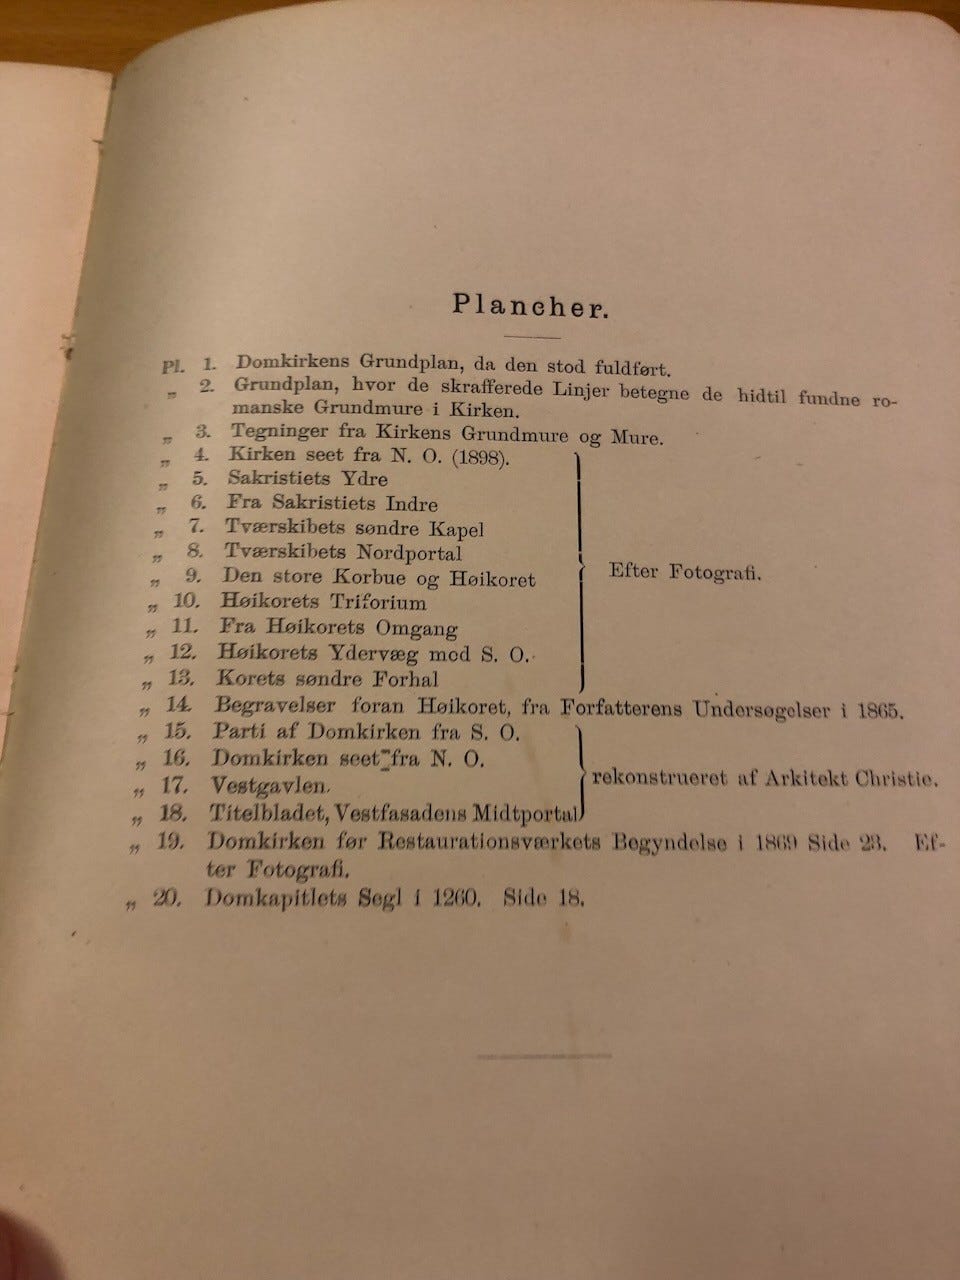 Plancher.
Pl. 1. Domkirkens Grundplan, da den stod fuldført.
„ 2. Grundplan, hvor de skrafferede Linjer betegne de hidtil fundne ro-
manske Grundmure i Kirken.
„ 3. Tegninger fra Kirkens Grundmure og Mure.
„ 4. Kirken seet fra N. O. (1898).
„ 5. Sakristiets Ydre
„ 6. Fra Sakristiets Indre
„ 7. Tværskibets søndre Kapel
„ 8. Tværskibets Nordportal
„ 9. Den store Korbue og Høikoret
„ 10. Høikorets Triforium
„ 11. Fra Høikorets Omgang
„ 12. Høikorets Ydervæg mod S. O.
„ 13. Korets søndre Forhal
Efter Fotografi.
„ 14. Begravelser foran Høikoret, fra Forfatterens Undersøgelser i 1865.
„ 15. Parti af Domkirken fra S. O.
„ 16. Domkirken seet fra N. O.
„ 17. Vestgavlen.
„ 18. Titelbladet, Vestfasadens Midtportal
rekonstrueret af Arkitekt Christie.
„ 19. Domkirken før Restaurationsværkets Begyndelse i 1869 Side 23. Ef-
ter Fotografi.
„ 20. Domkapitlets Segl i 1260. Side 18.